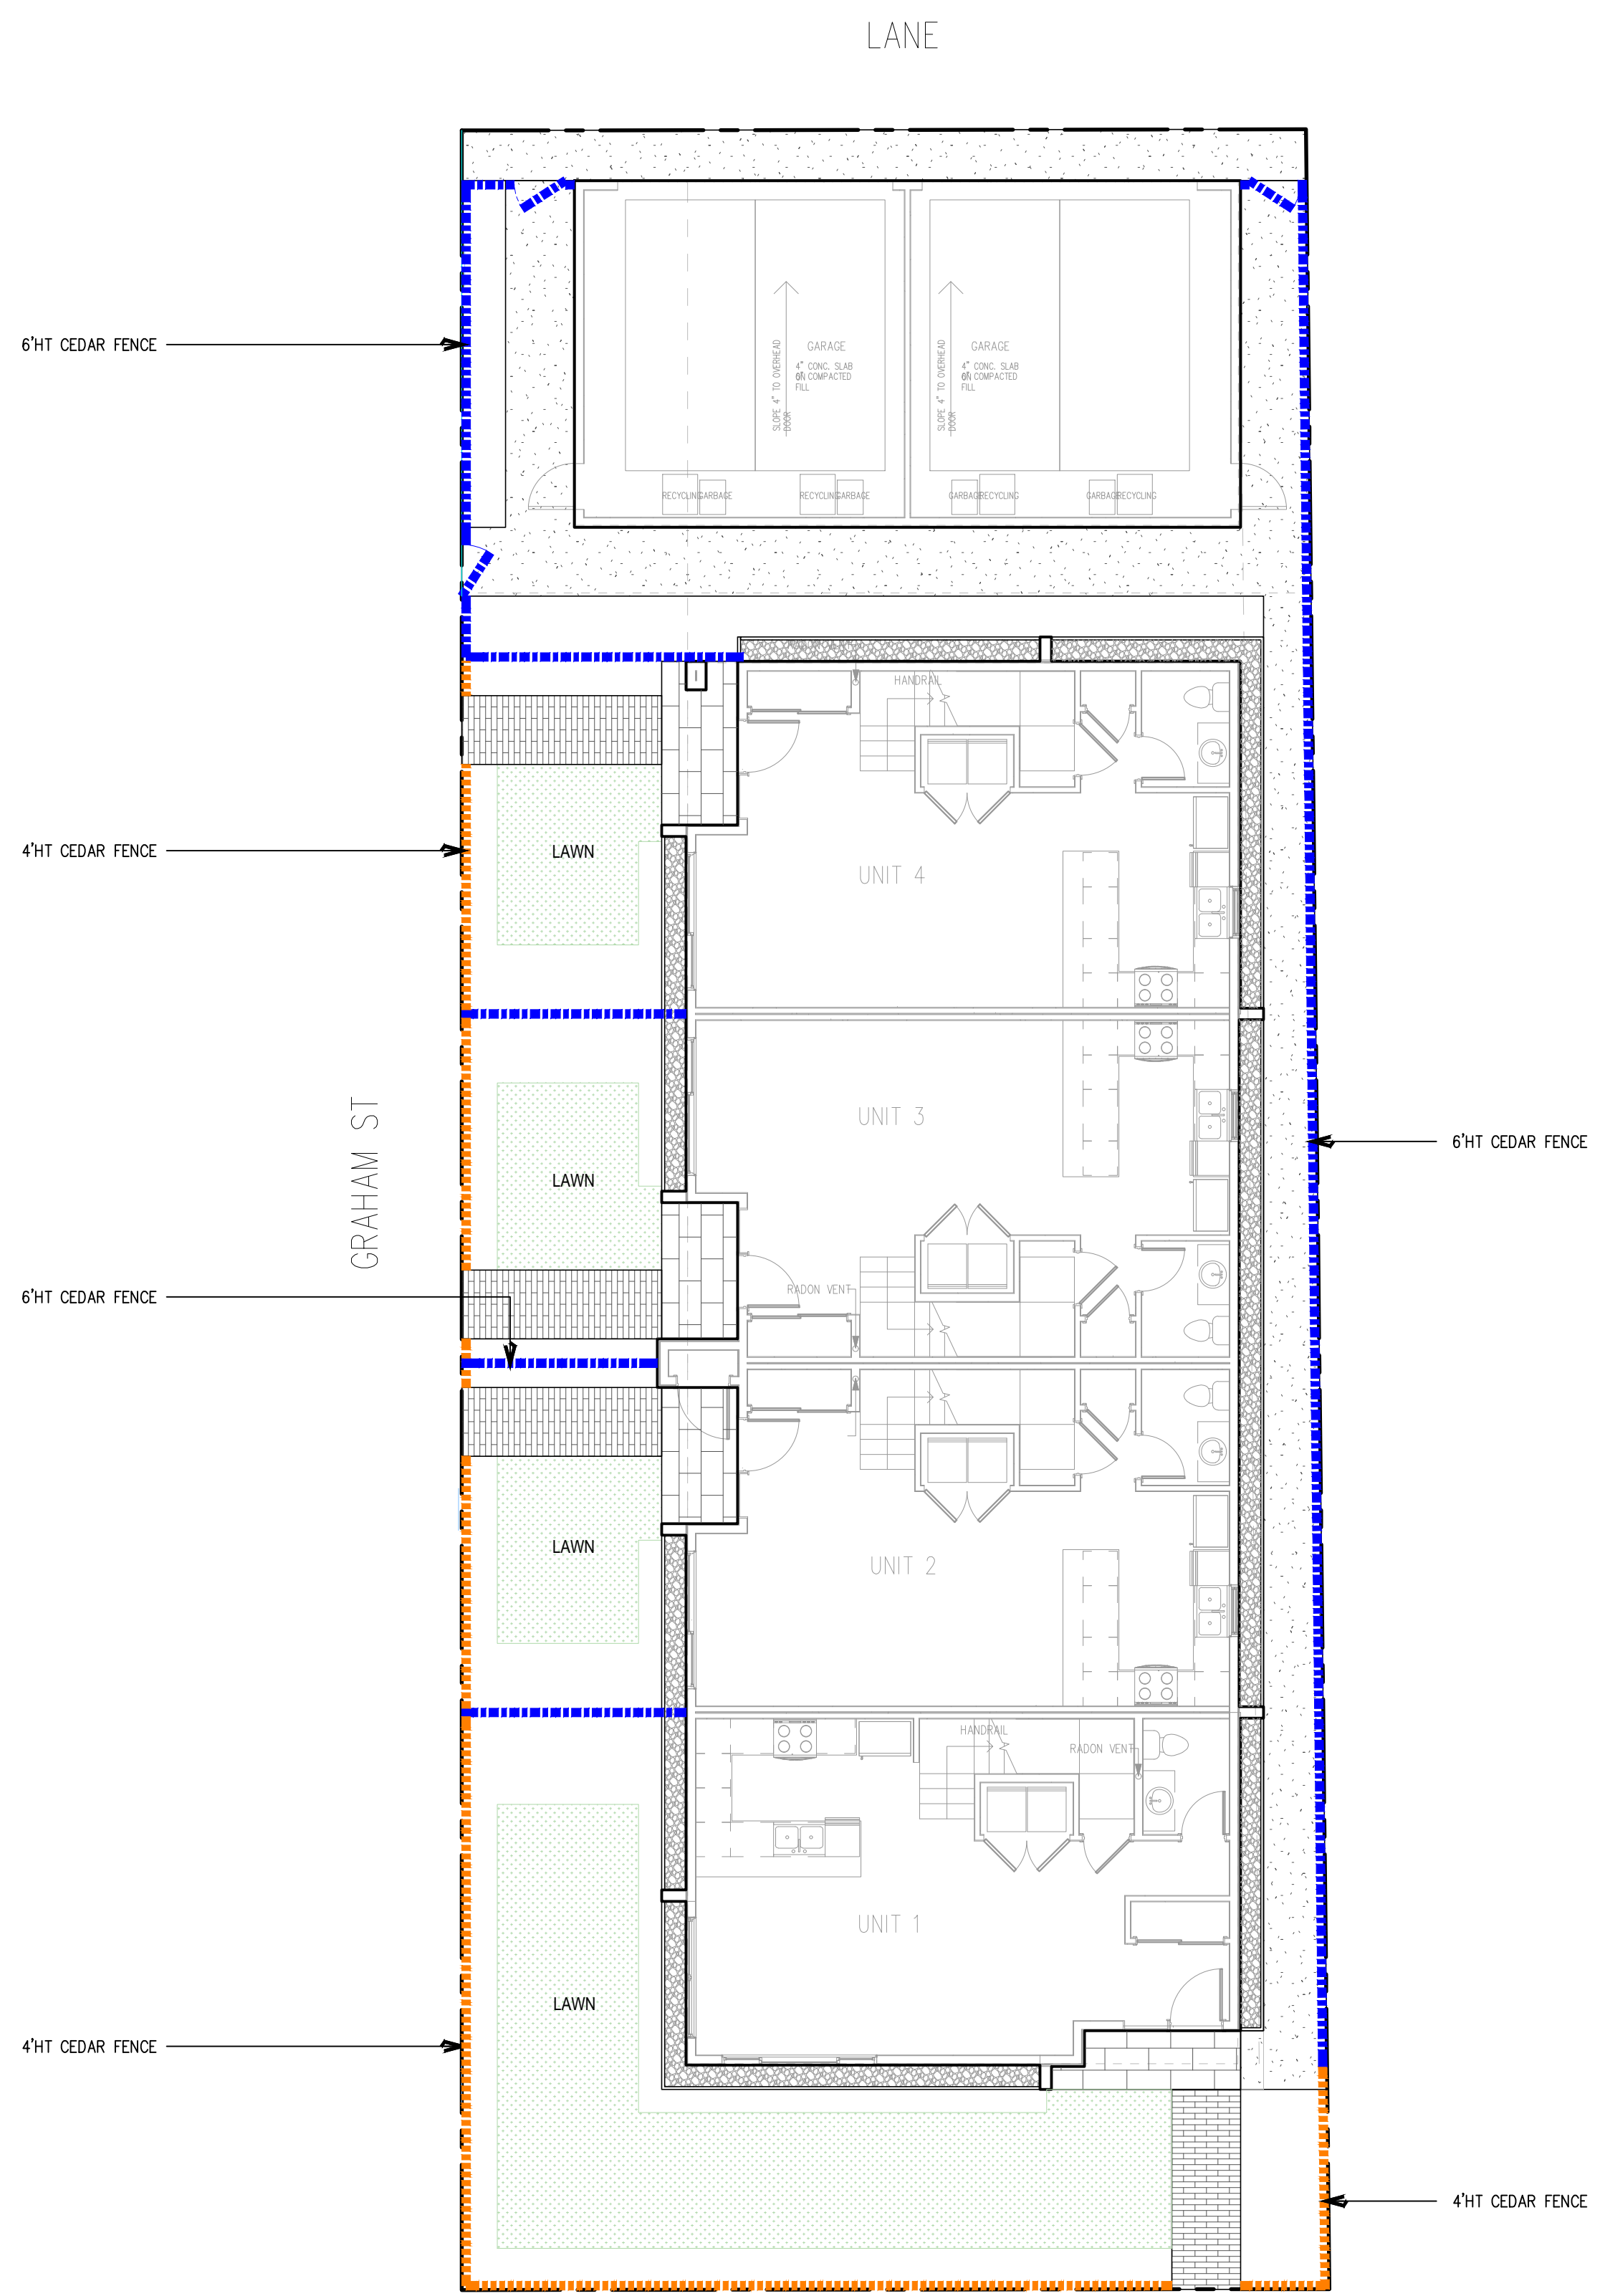 LANE
6'HT CEDAR FENCE
SLOPE 4" TO OVERHEAD
DOOR
GARAGE
4" CONC. SLAB
COMPACTED
FILL
SLOPE 4" TO OVERHEAD
DOOR
GARAGE
4" CONC. SLAB
COMPACTED
FILL
RECYCLING
GARBAGE
RECYCLING
GARBAGE
GARBAGE
RECYCLING
GARBAGE
RECYCLING
HANDRAIL
4'HT CEDAR FENCE
LAWN
UNIT 4
GRAHAM ST
UNIT 3
6'HT CEDAR FENCE
LAWN
6'HT CEDAR FENCE
RADON VENT
LAWN
UNIT 2
HANDRAIL
RADON VENT
UNIT 1
LAWN
4'HT CEDAR FENCE
4'HT CEDAR FENCE